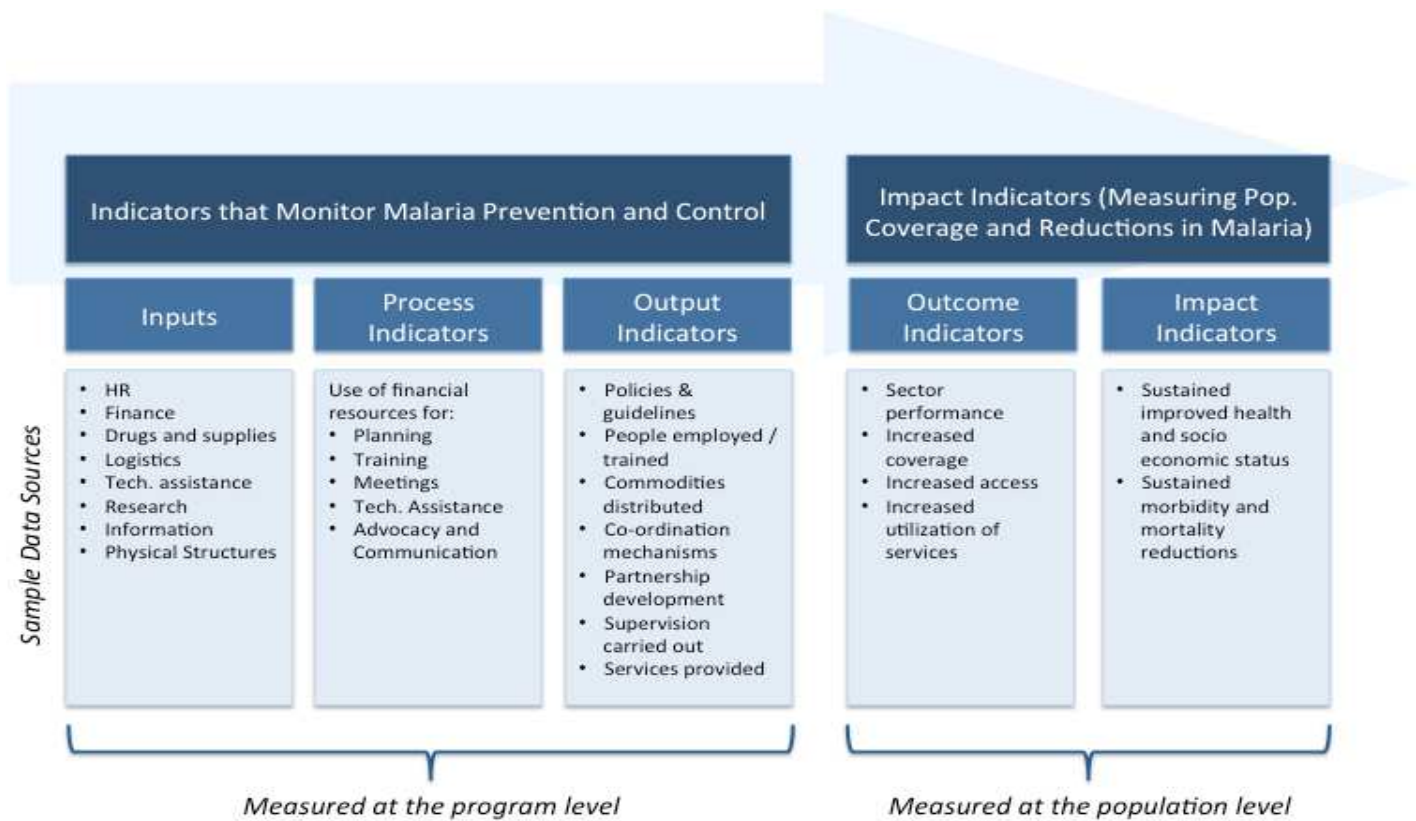 Indicators that Monitor Malaria Prevention and Control
Impact Indicators (Measuring Pop.
Coverage and Reductions in Malaria)
Inputs
Process
Indicators
Output
Indicators
Outcome
Indicators
Impact
Indicators
Sample Data Sources
• HR
• Finance
• Drugs and supplies
• Logistics
• Tech. assistance
• Research
• Information
• Physical Structures
Use of financial
resources for:
• Planning
• Training
• Meetings
• Tech. Assistance
• Advocacy and
Communication
• Policies &
guidelines
• People employed /
trained
• Commodities
distributed
• Co-ordination
mechanisms
• Partnership
development
• Supervision
carried out
• Services provided
• Sector
performance
• Increased
coverage
• Increased access
• Increased
utilization of
services
• Sustained
improved health
and socio
economic status
• Sustained
morbidity and
mortality
reductions
Measured at the program level
Measured at the population level